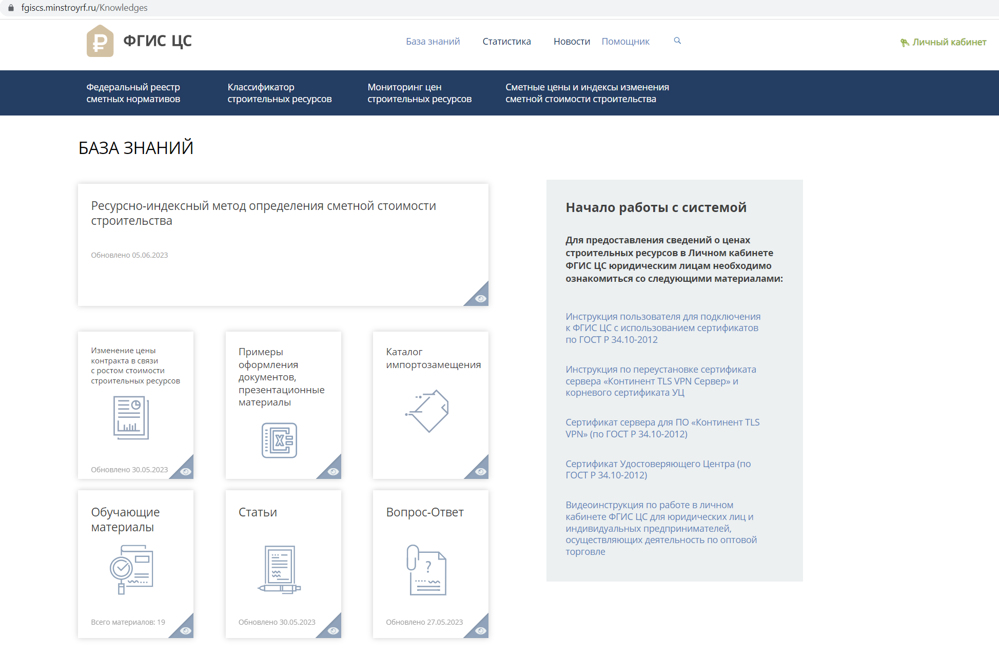 fgiscs.minstroyrf.ru/Knowledges
ФГИС ЦС
База знаний
Статистика
Новости
Помощник
Личный кабинет
Федеральный реестр
сметных нормативов
Классификатор
строительных ресурсов
Мониторинг цен
строительных ресурсов
Сметные цены и индексы изменения
сметной стоимости строительства
БАЗА ЗНАНИЙ
Ресурсно-индексный метод определения сметной стоимости
строительства
Обновлено 05.06.2023
Изменение цены
контракта в связи
с ростом стоимости
строительных ресурсов
Обновлено 30.05.2023
Примеры
оформления
документов,
презентационные
материалы
Каталог
импортозамещения
Обучающие
материалы
Всего материалов: 19
Статьи
Обновлено 30.05.2023
Вопрос-Ответ
?
Обновлено 27.05.2023
Начало работы с системой
Для предоставления сведений о ценах
строительных ресурсов в Личном кабинете
ФГИС ЦС юридическим лицам необходимо
ознакомиться со следующими материалами:
Инструкция пользователя для подключения
к ФГИС ЦС с использованием сертификатов
по ГОСТ Р 34.10-2012
Инструкция по переустановке сертификата
сервера «Континент TLS VPN Сервер» и
корневого сертификата УЦ
Сертификат сервера для ПО «Континент TLS
VPN» (по ГОСТ Р 34.10-2012)
Сертификат Удостоверяющего Центра (по
ГОСТ Р 34.10-2012)
Видеоинструкция по работе в личном
кабинете ФГИС ЦС для юридических лиц и
индивидуальных предпринимателей,
осуществляющих деятельность по оптовой
торговле